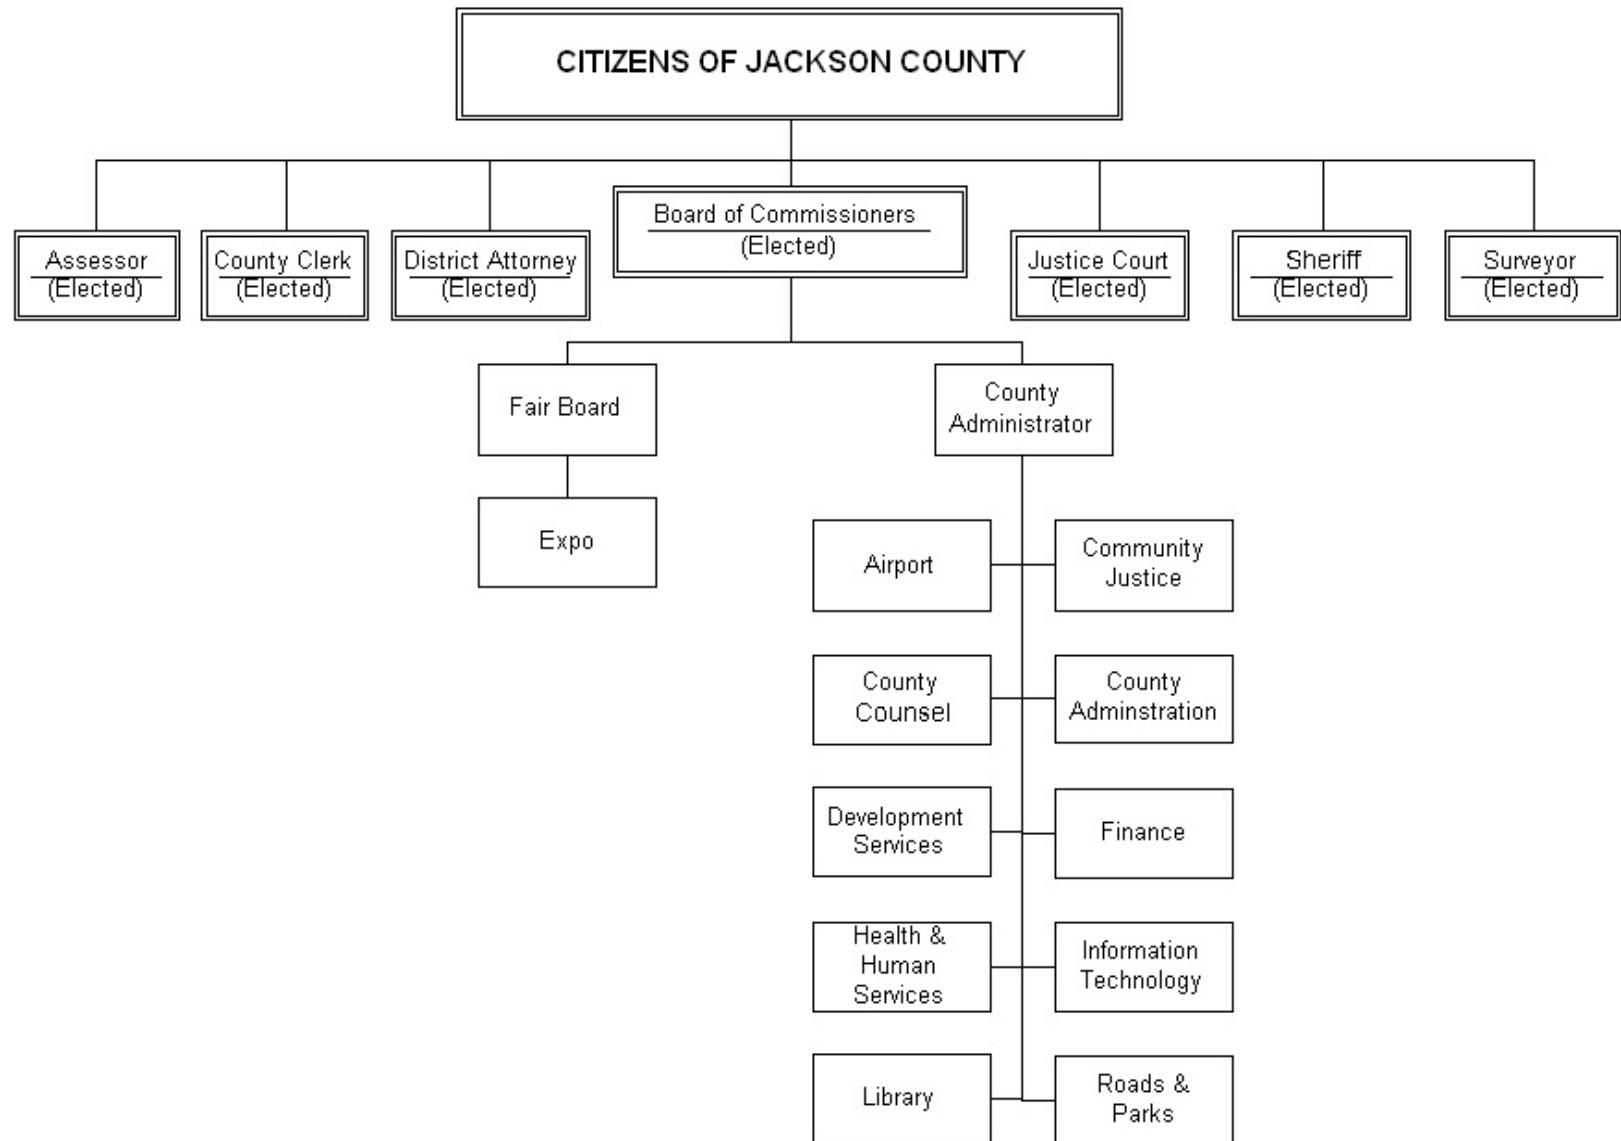 CITIZENS OF JACKSON COUNTY
Assessor
(Elected)
County Clerk
(Elected)
District Attorney
(Elected)
Board of Commissioners
(Elected)
Justice Court
(Elected)
Sheriff
(Elected)
Surveyor
(Elected)
Fair Board
County
Administrator
Expo
Airport
Community
Justice
County
Counsel
County
Adminstration
Development
Services
Finance
Health &
Human
Services
Information
Technology
Library
Roads &
Parks